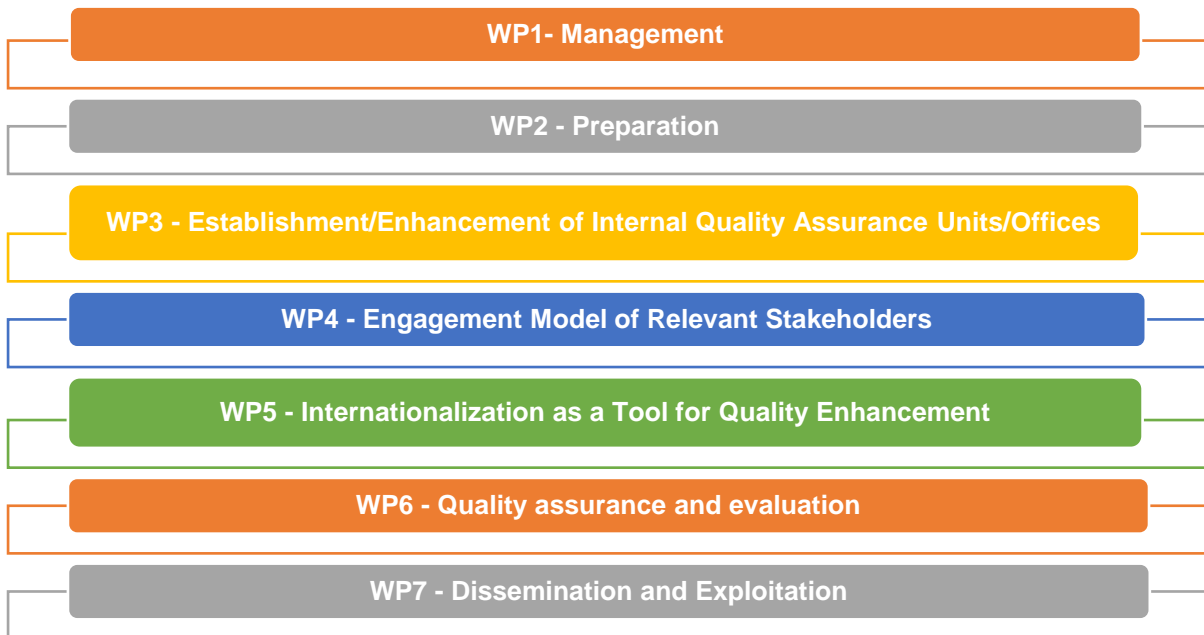 WP1- Management
WP2 - Preparation
WP3 - Establishment/Enhancement of Internal Quality Assurance Units/Offices
WP4 - Engagement Model of Relevant Stakeholders
WP5 - Internationalization as a Tool for Quality Enhancement
WP6 - Quality assurance and evaluation
WP7 - Dissemination and Exploitation